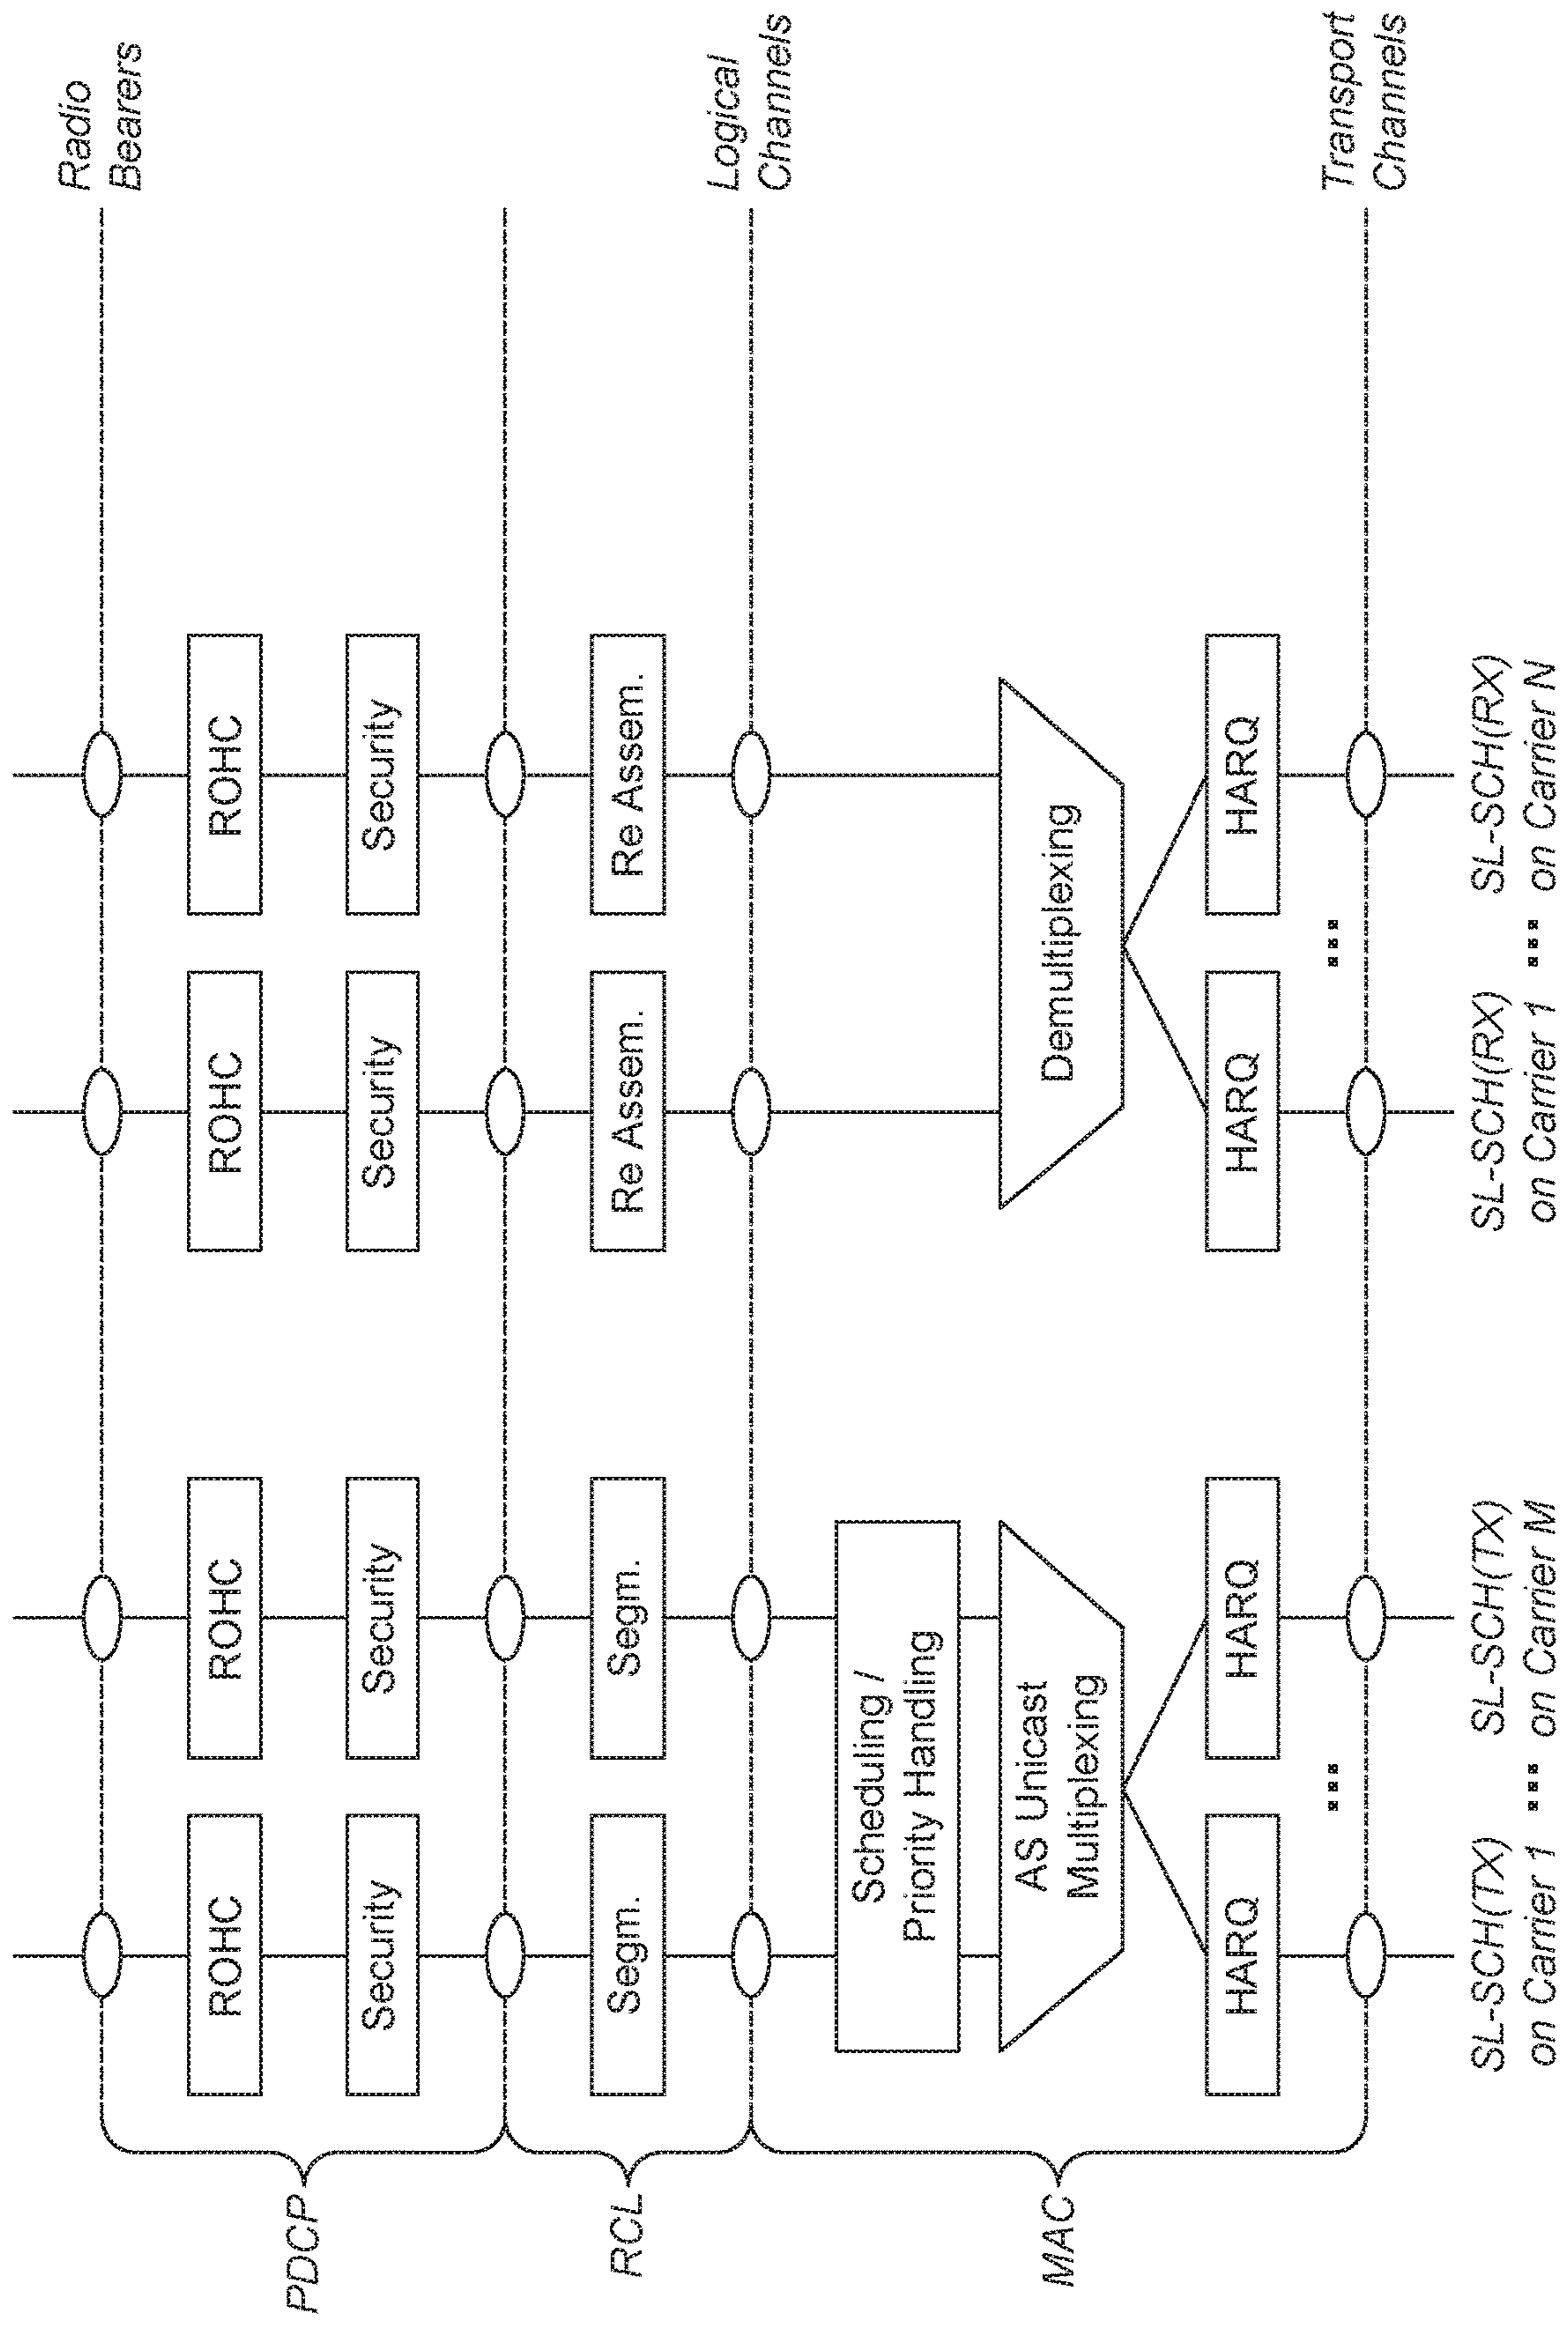 Radio
Bearers
PDCP
ROHC
ROHC
ROHC
ROHC
Security
Security
Security
Security
RCL
Segm.
Segm.
Re Assem.
Re Assem.
Logical
Channels
MAC
Scheduling /
Priority Handling
AS Unicast
Multiplexing
Demultiplexing
HARQ
...
HARQ
HARQ
...
HARQ
Transport
Channels
SL-SCH(TX)
on Carrier 1
...
SL-SCH(TX)
on Carrier M
SL-SCH(RX)
on Carrier 1
...
SL-SCH(RX)
on Carrier N